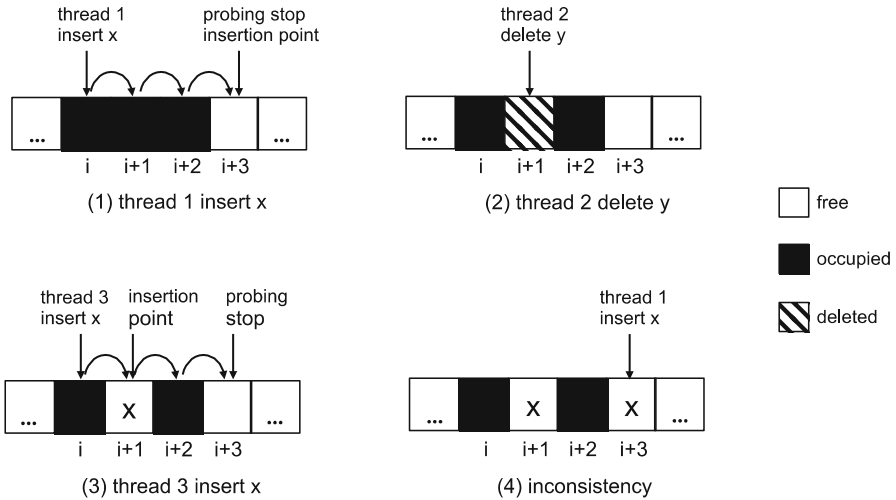 thread 1
insert x
probing stop
insertion point
... ...
i i+1 i+2 i+3
(1) thread 1 insert x
thread 2
delete y
... ...
i i+1 i+2 i+3
(2) thread 2 delete y
free
occupied
deleted
thread 3
insert x
insertion
point
probing
stop
... x ...
i i+1 i+2 i+3
(3) thread 3 insert x
thread 1
insert x
... x x ...
i i+1 i+2 i+3
(4) inconsistency